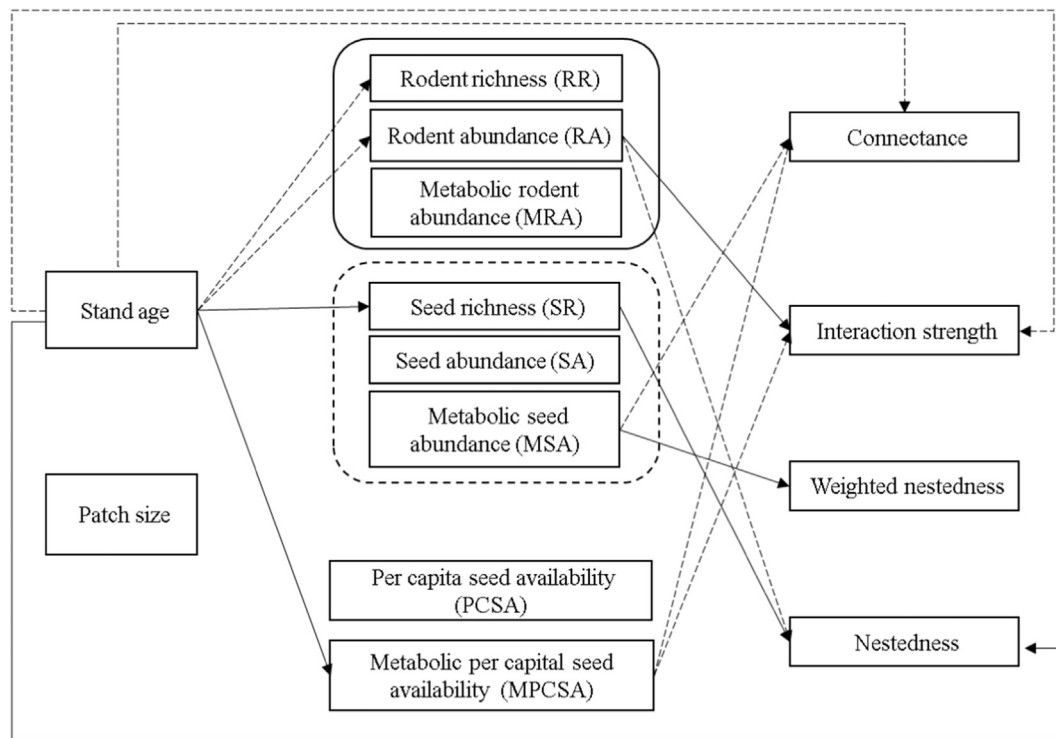 Rodent richness (RR)
Rodent abundance (RA)
Metabolic rodent
abundance (MRA)
Connectance
Stand age
Seed richness (SR)
Seed abundance (SA)
Metabolic seed
abundance (MSA)
Interaction strength
Patch size
Weighted nestedness
Per capita seed availability
(PCSA)
Metabolic per capital seed
availability (MPCSA)
Nestedness